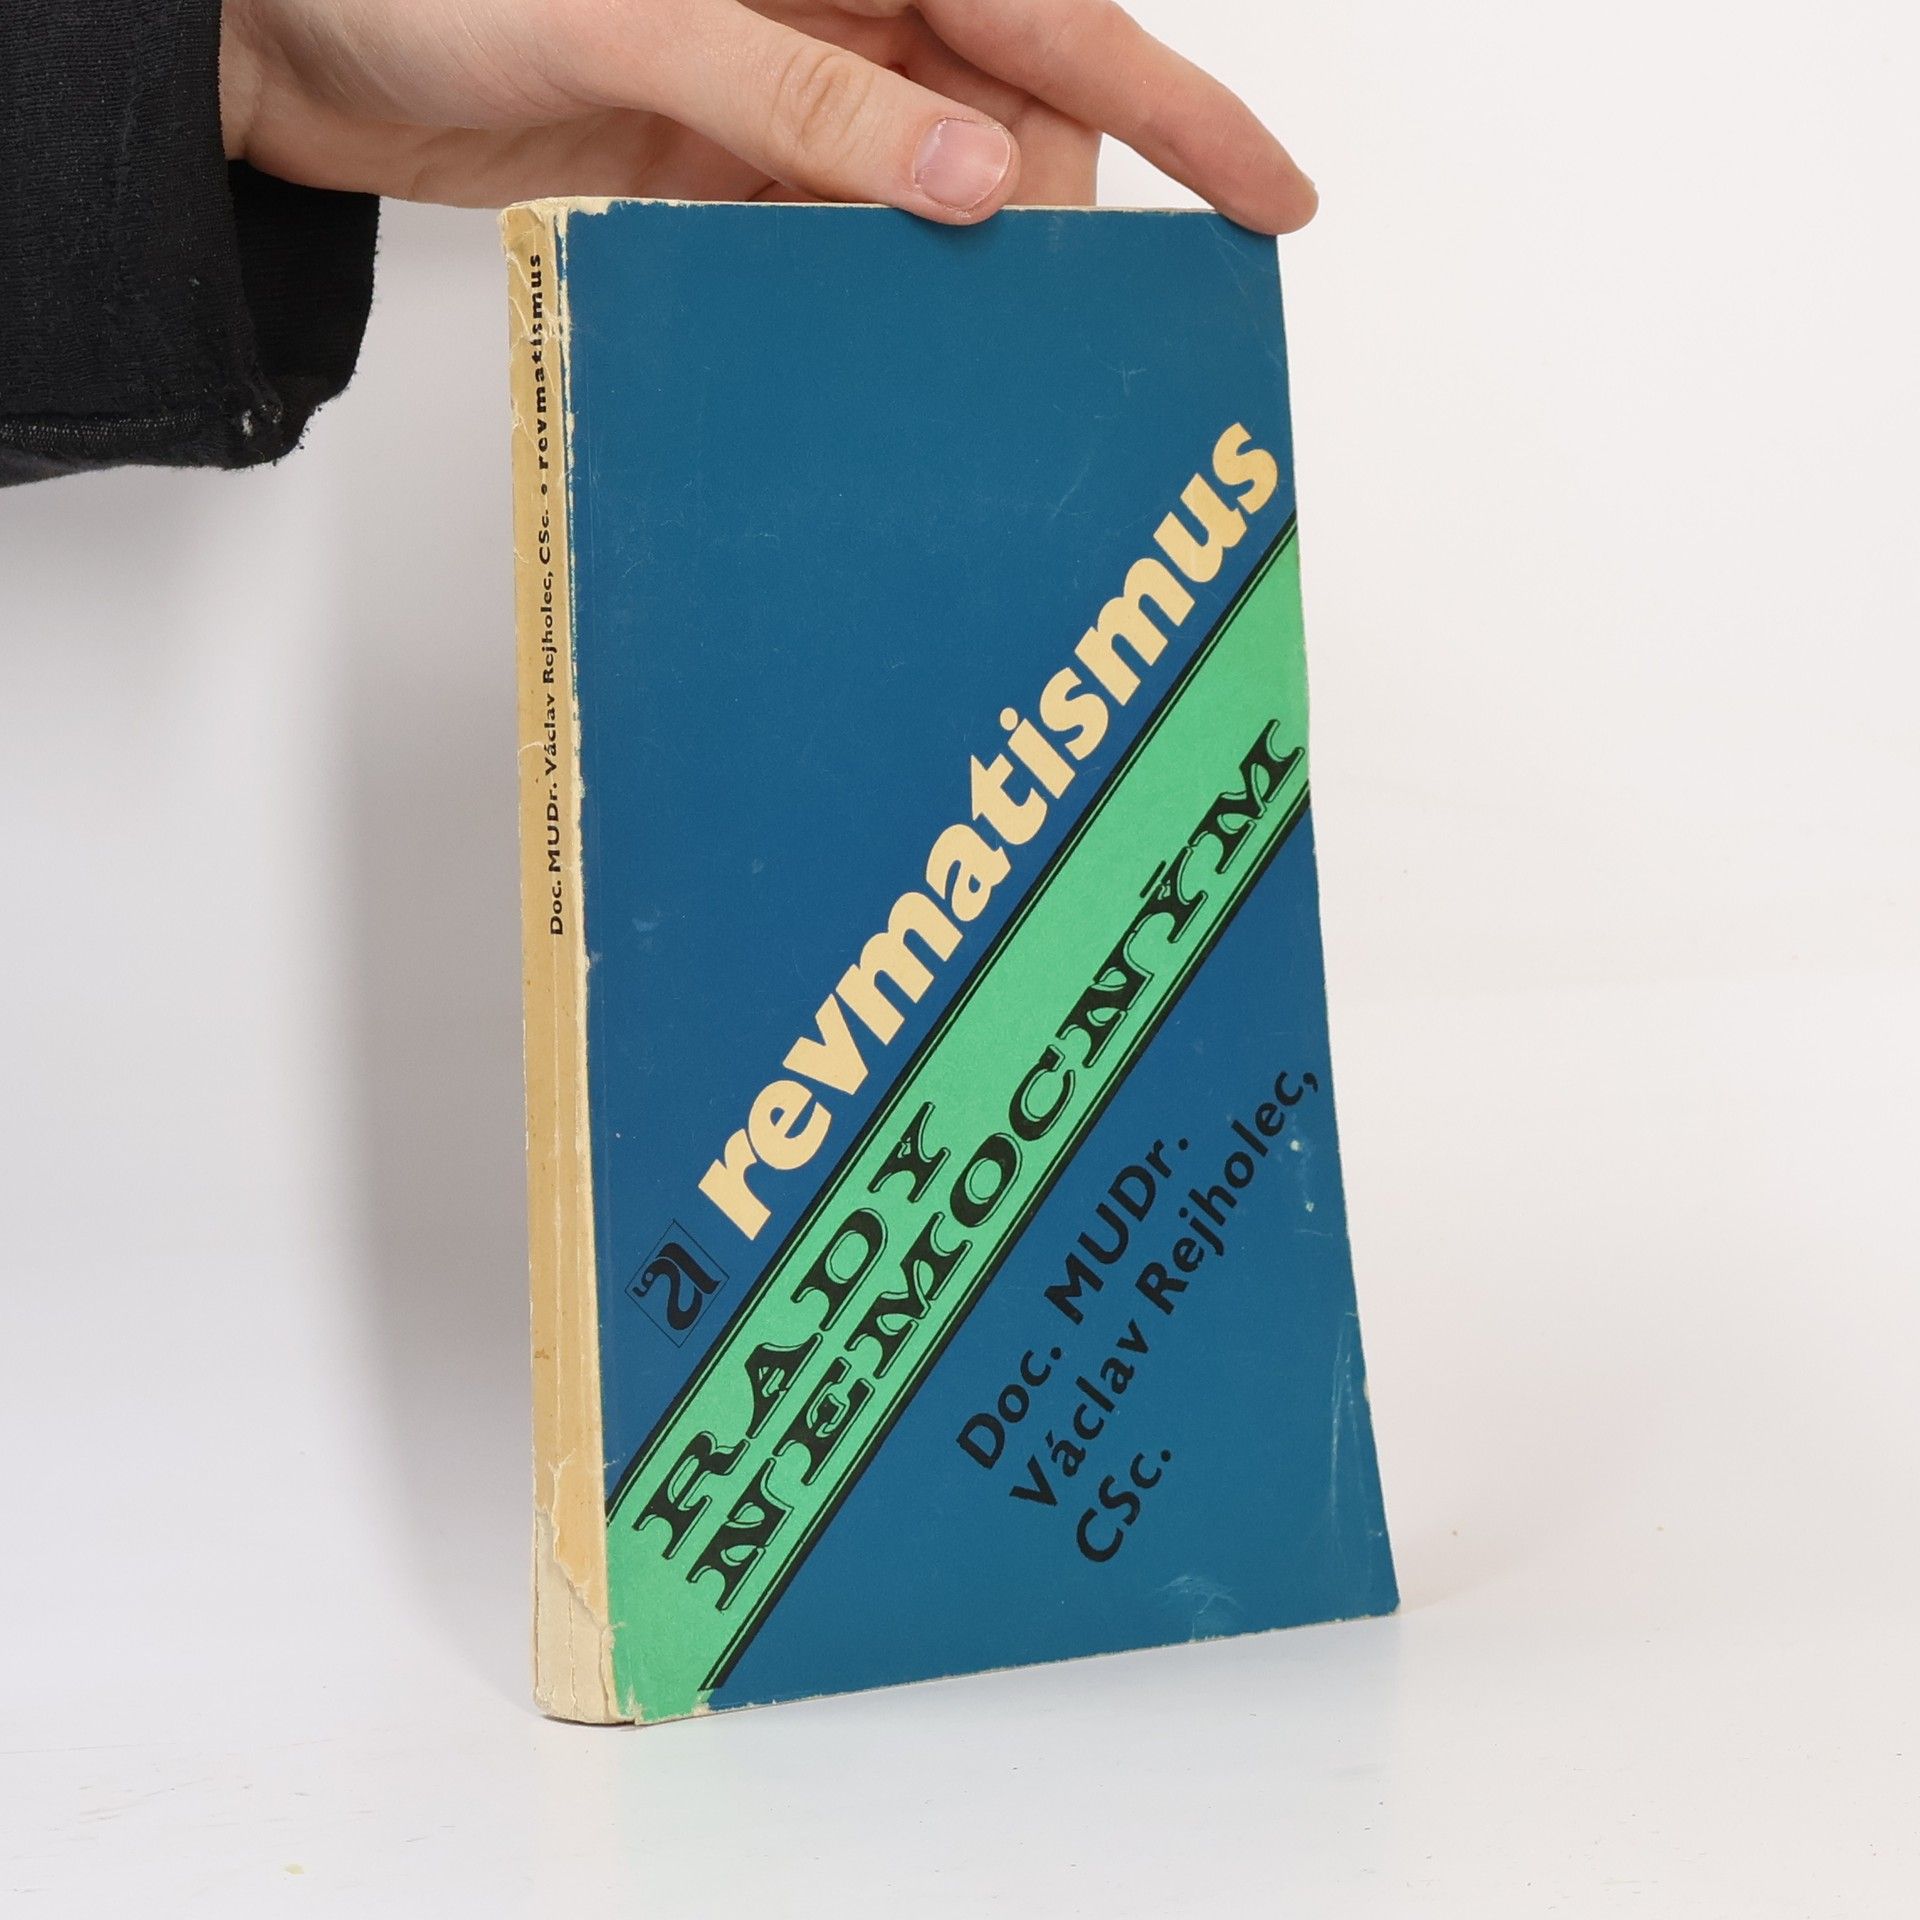 Doc. MUDr. Václav Rejholec, CSc. • revmatismus
revmatismus
RADY
NEMOCNÝM
Doc. MUDr.
Václav Rejholec,
CSc.